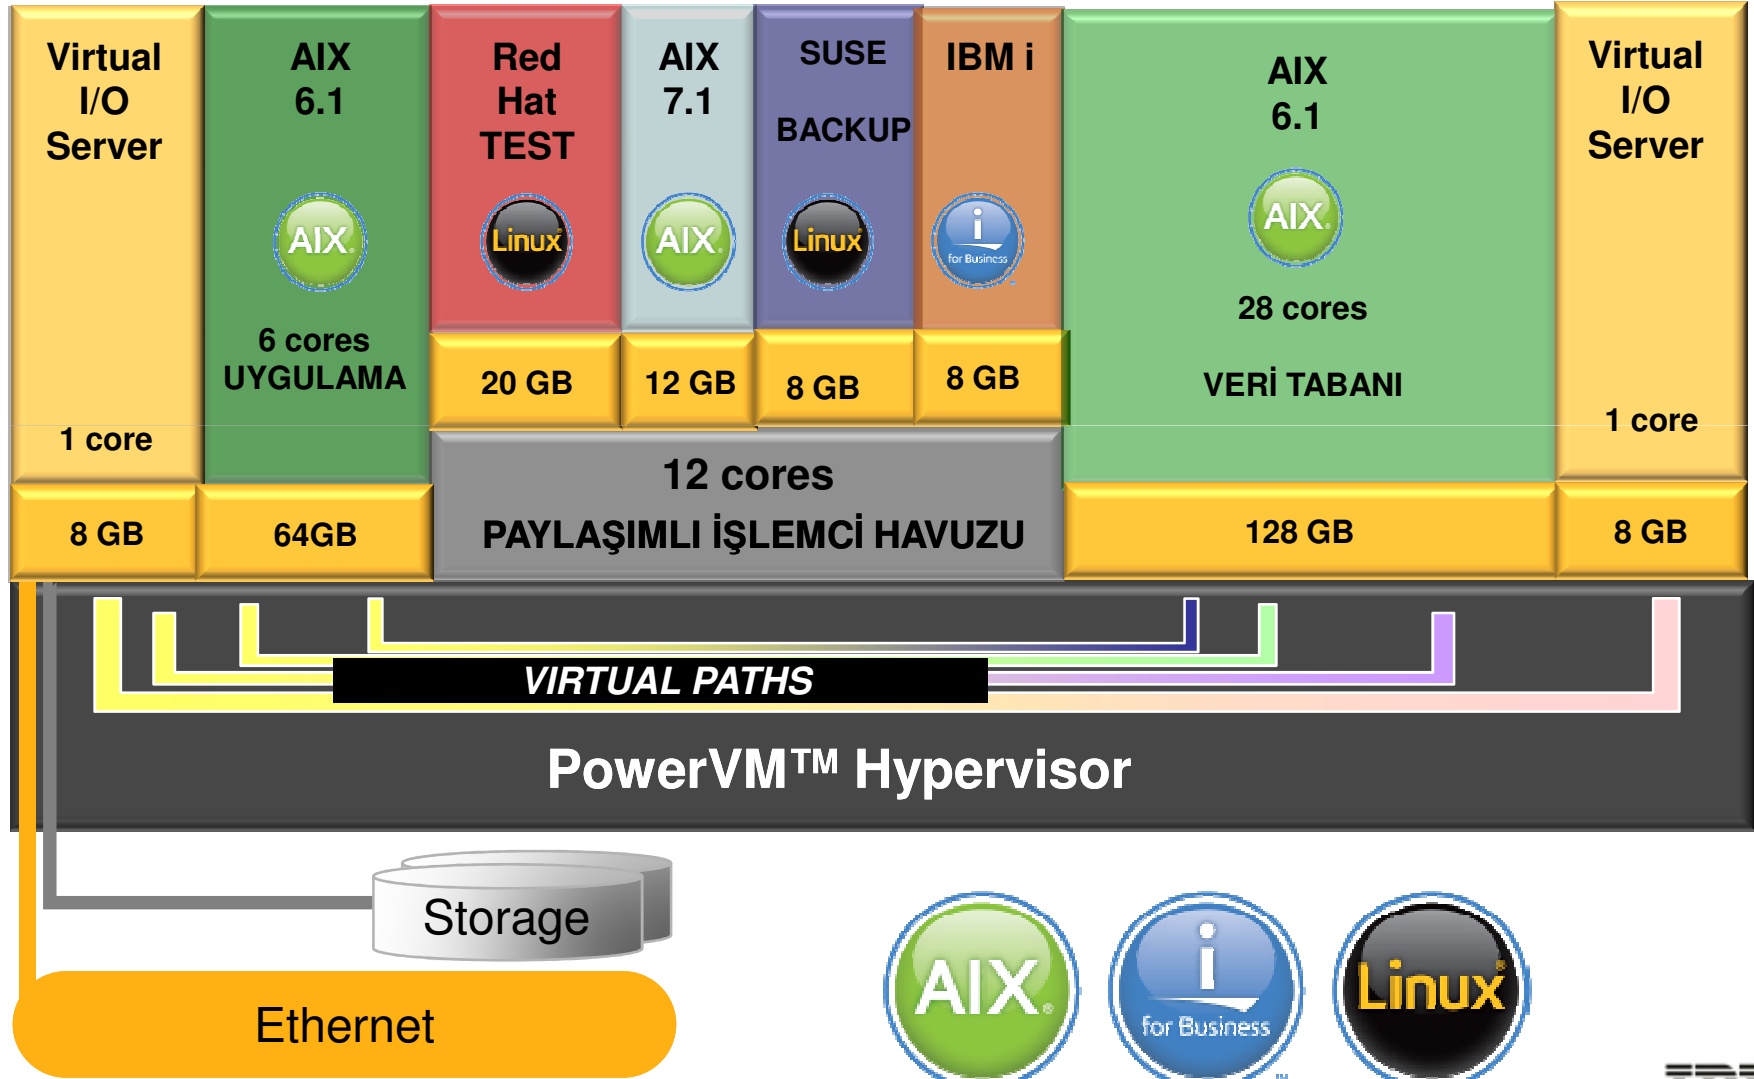 Virtual
I/O
Server
1 core
8 GB
AIX
6.1
AIX
6 cores
UYGULAMA
64GB
Red
Hat
TEST
Linux
20 GB
AIX
7.1
AIX
12 GB
SUSE
BACKUP
Linux
8 GB
IBM i
i
for Business
8 GB
12 cores
PAYLAŞIMLI İŞLEMCİ HAVUZU
AIX
6.1
AIX
28 cores
VERİ TABANI
128 GB
Virtual
I/O
Server
1 core
8 GB
VIRTUAL PATHS
PowerVM™ Hypervisor
Storage
Ethernet
AIX
i
for Business
Linux